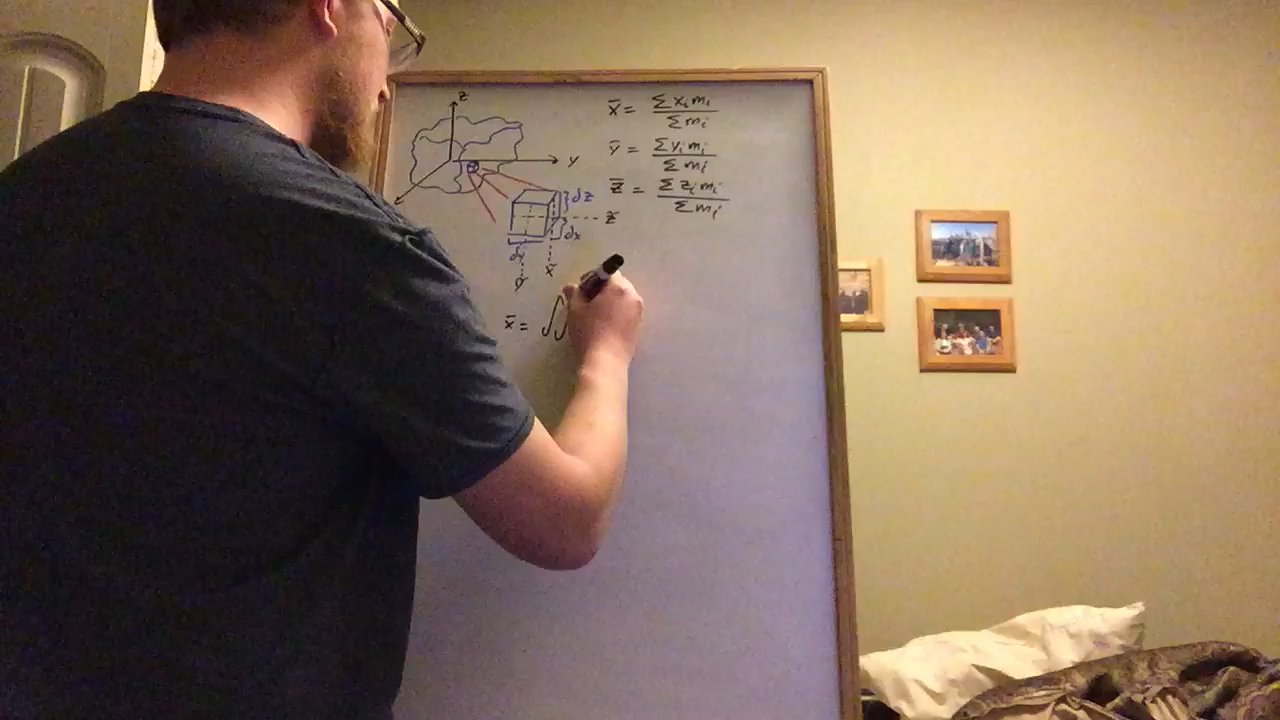 z
y
dz
z̃
dx
dy
x̃
ỹ
x̄ = Σxᵢmᵢ / Σmᵢ
ȳ = Σyᵢmᵢ / Σmᵢ
z̄ = Σzᵢmᵢ / Σmᵢ
x̄ = ∫∫